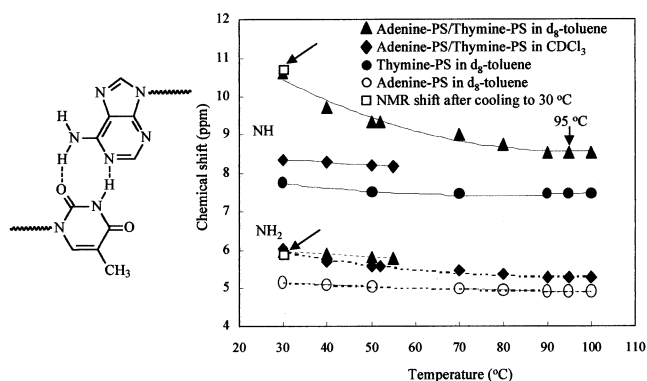 N
N
N
N
N
H
H
H
O
N
N
O
CH₃
Chemical shift (ppm)
11
10
9
8
7
6
5
4
▲ Adenine-PS/Thymine-PS in d₈-toluene
◆ Adenine-PS/Thymine-PS in CDCl₃
● Thymine-PS in d₈-toluene
○ Adenine-PS in d₈-toluene
□ NMR shift after cooling to 30 °C
95 °C
NH
NH₂
20 30 40 50 60 70 80 90 100 110
Temperature (°C)